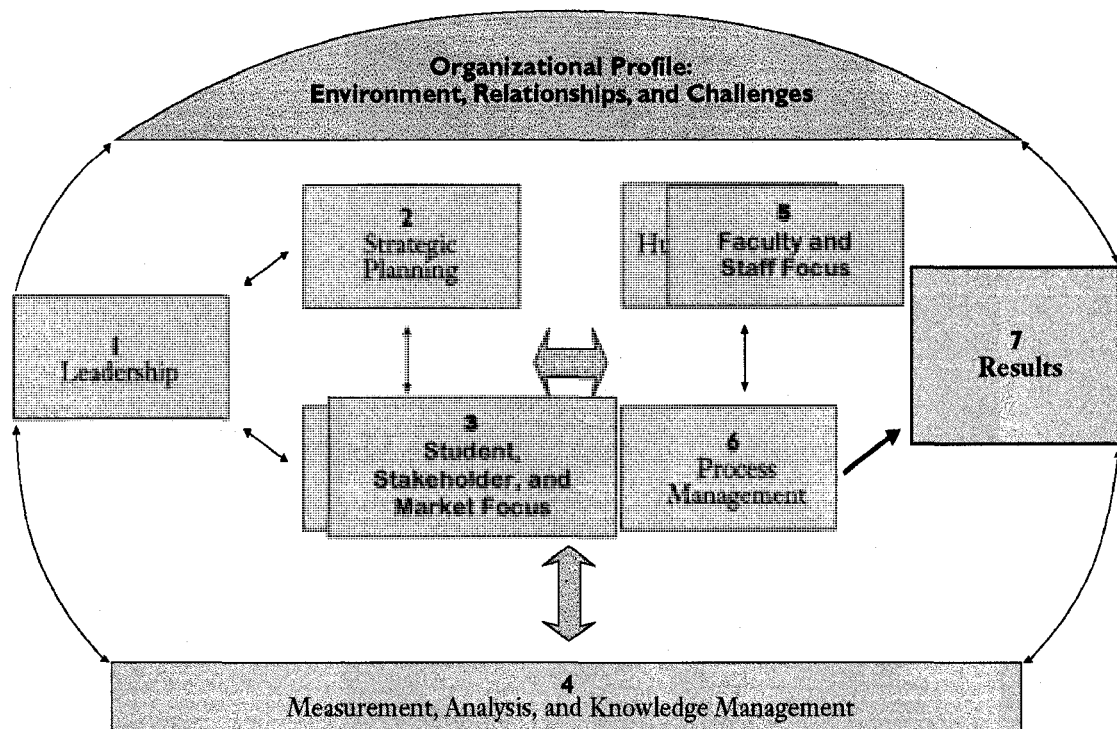 Organizational Profile:
Environment, Relationships, and Challenges
2
Strategic
Planning
5
Faculty and
Staff Focus
1
Leadership
7
Results
3
Student,
Stakeholder, and
Market Focus
6
Process
Management
4
Measurement, Analysis, and Knowledge Management